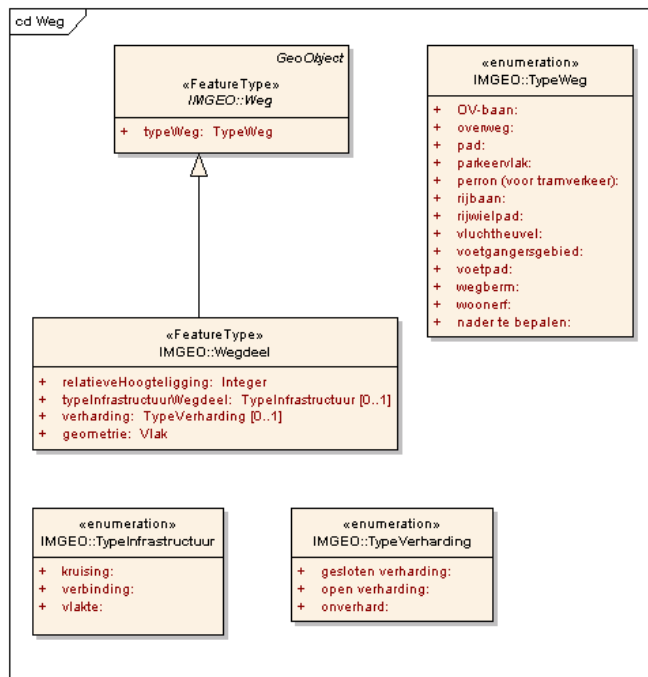 cd Weg
GeoObject
«FeatureType»
IMGEO::Weg
+ typeWeg: TypeWeg
«enumeration»
IMGEO::TypeWeg
+ OV-baan:
+ overweg:
+ pad:
+ parkeervlak:
+ perron (voor tramverkeer):
+ rijbaan:
+ rijwielpad:
+ vluchtheuvel:
+ voetgangersgebied:
+ voetpad:
+ wegberm:
+ woonerf:
+ nader te bepalen:
«FeatureType»
IMGEO::Wegdeel
+ relatieveHoogteligging: Integer
+ typeInfrastructuurWegdeel: TypeInfrastructuur [0..1]
+ verharding: TypeVerharding [0..1]
+ geometrie: Vlak
«enumeration»
IMGEO::TypeInfrastructuur
+ kruising:
+ verbinding:
+ vlakte:
«enumeration»
IMGEO::TypeVerharding
+ gesloten verharding:
+ open verharding:
+ onverhard: